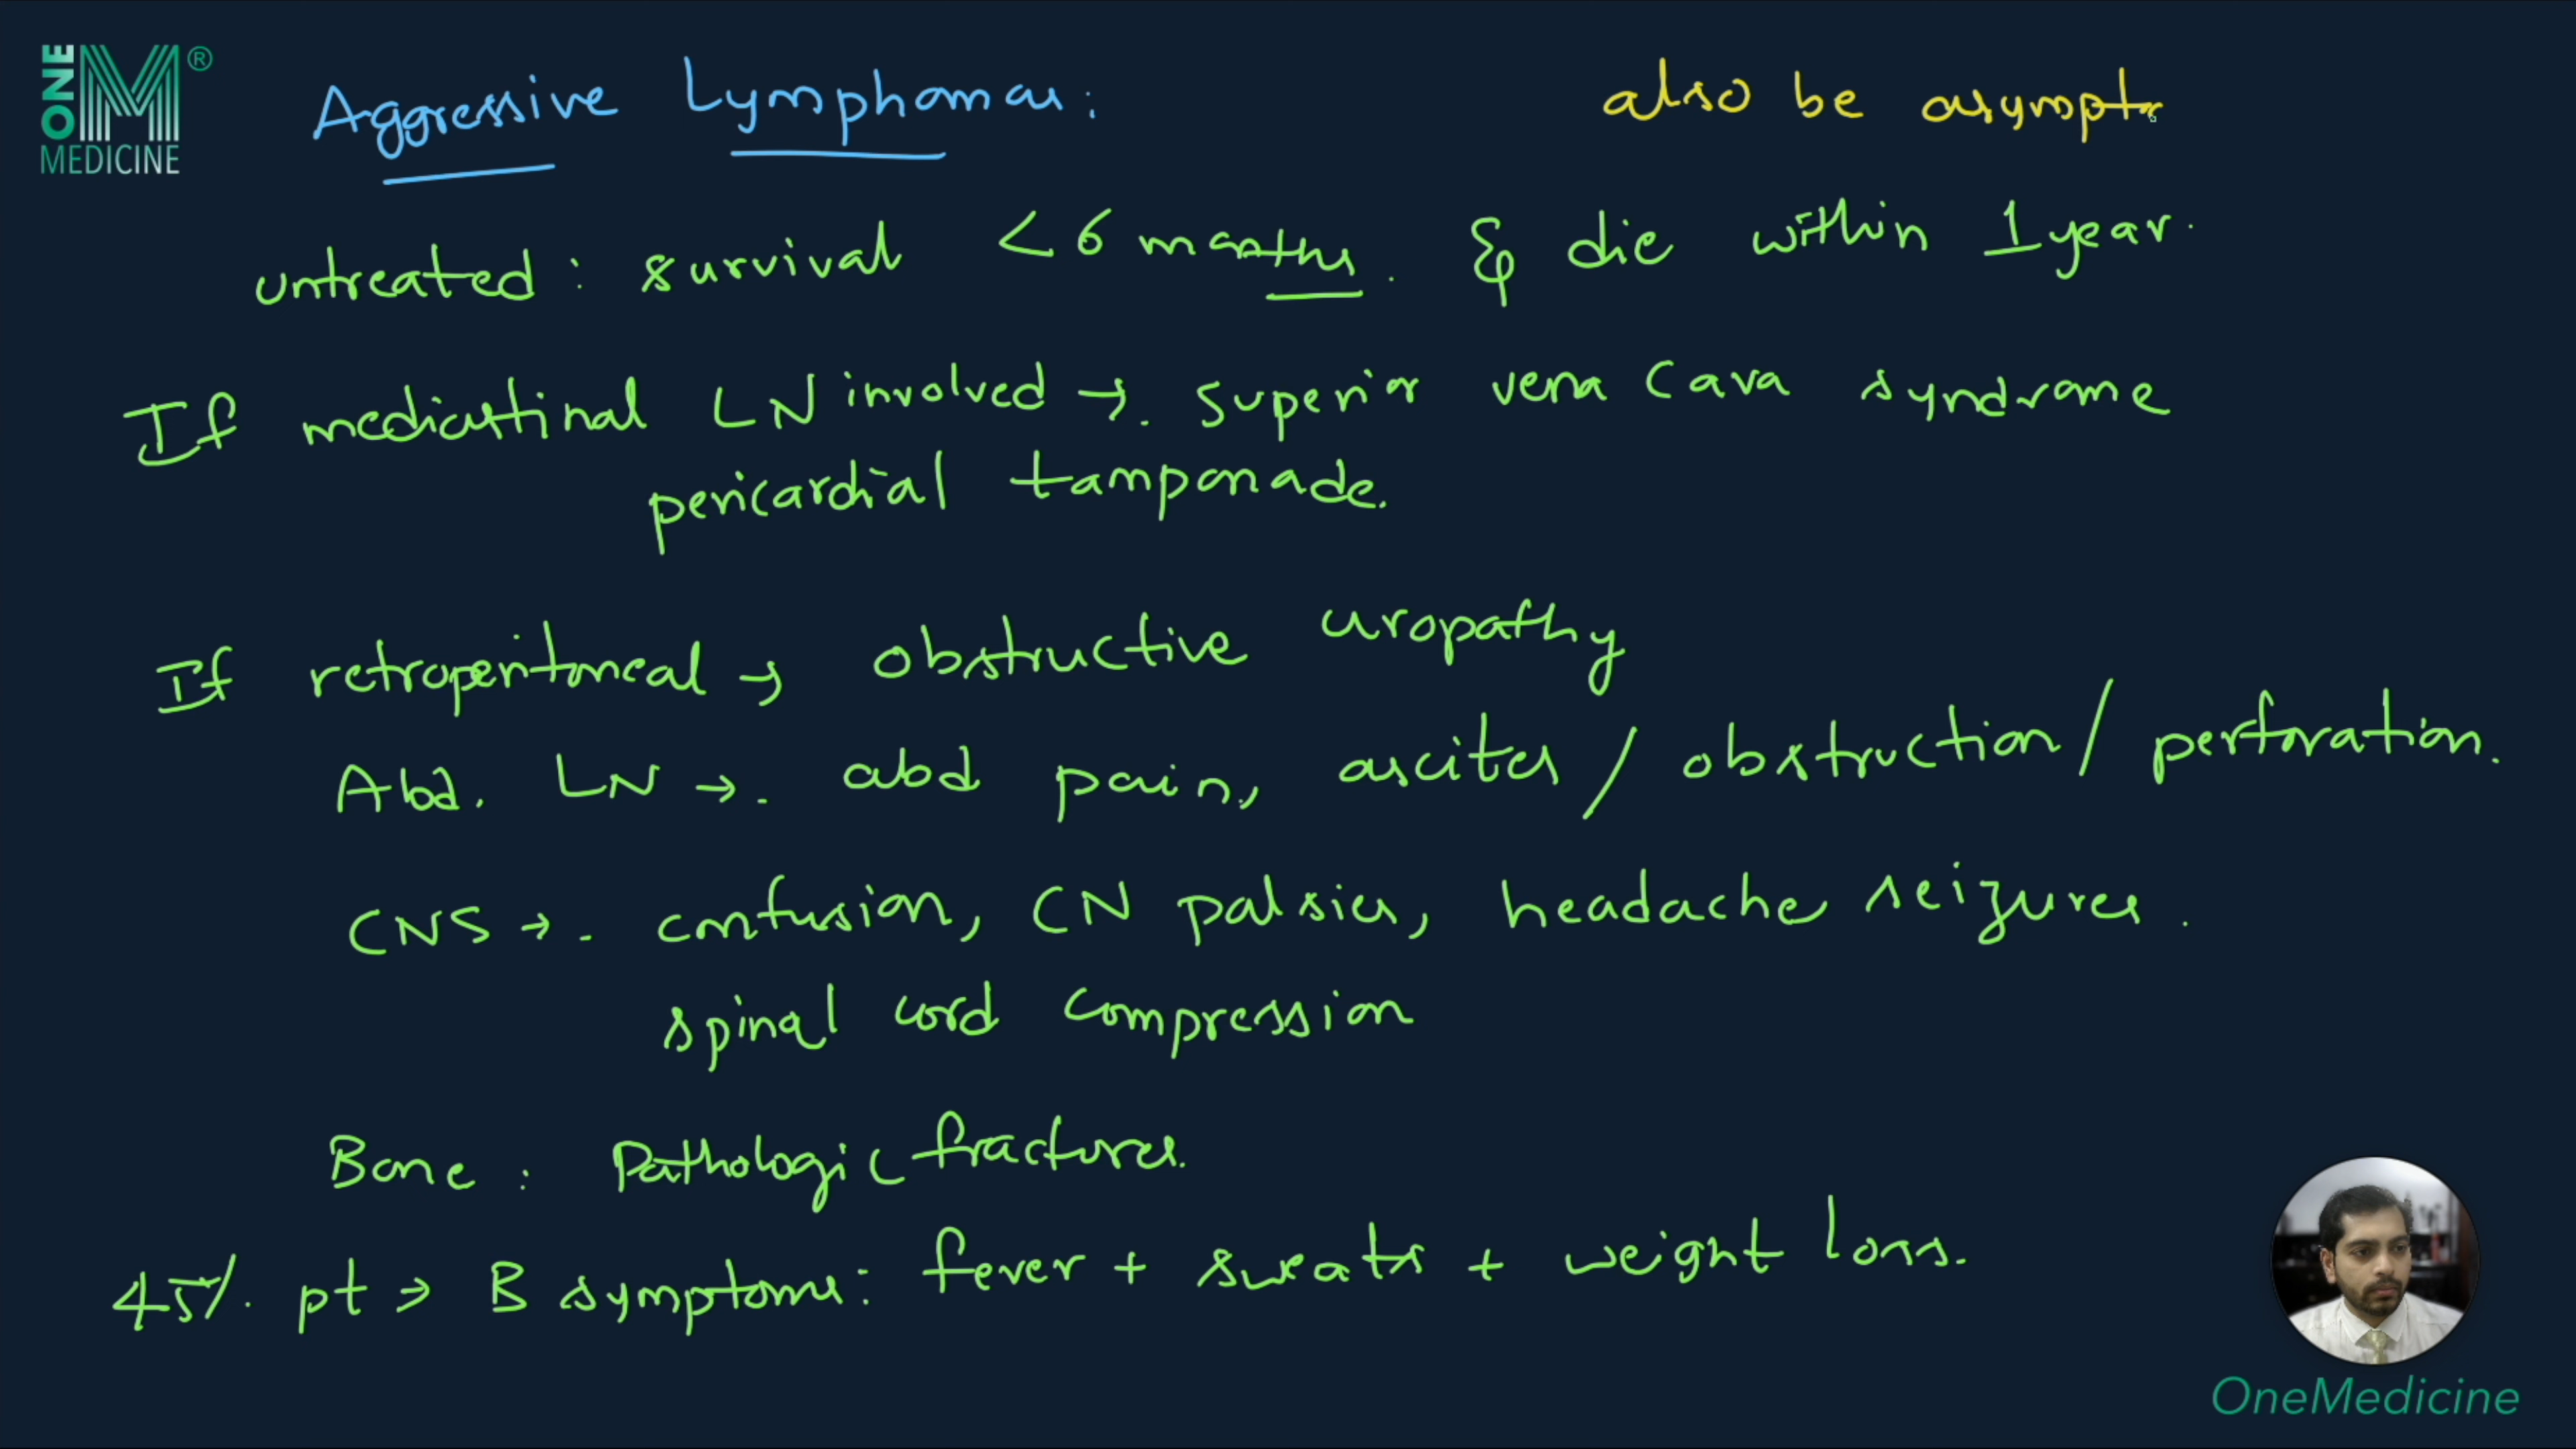 ONE MEDICINE ®
Aggressive Lymphomas:
also be asympto
untreated: survival <6 months. & die within 1 year.
If mediastinal LN involved →. superior vena cava syndrome
pericardial tamponade.
If retroperitoneal → obstructive uropathy
Abd. LN →. abd pain, ascites / obstruction / perforation.
CNS →. confusion, CN palsies, headache seizures.
spinal cord compression
Bone: Pathologic fractures.
45%. pt → B symptoms: fever + sweats + weight loss.
OneMedicine